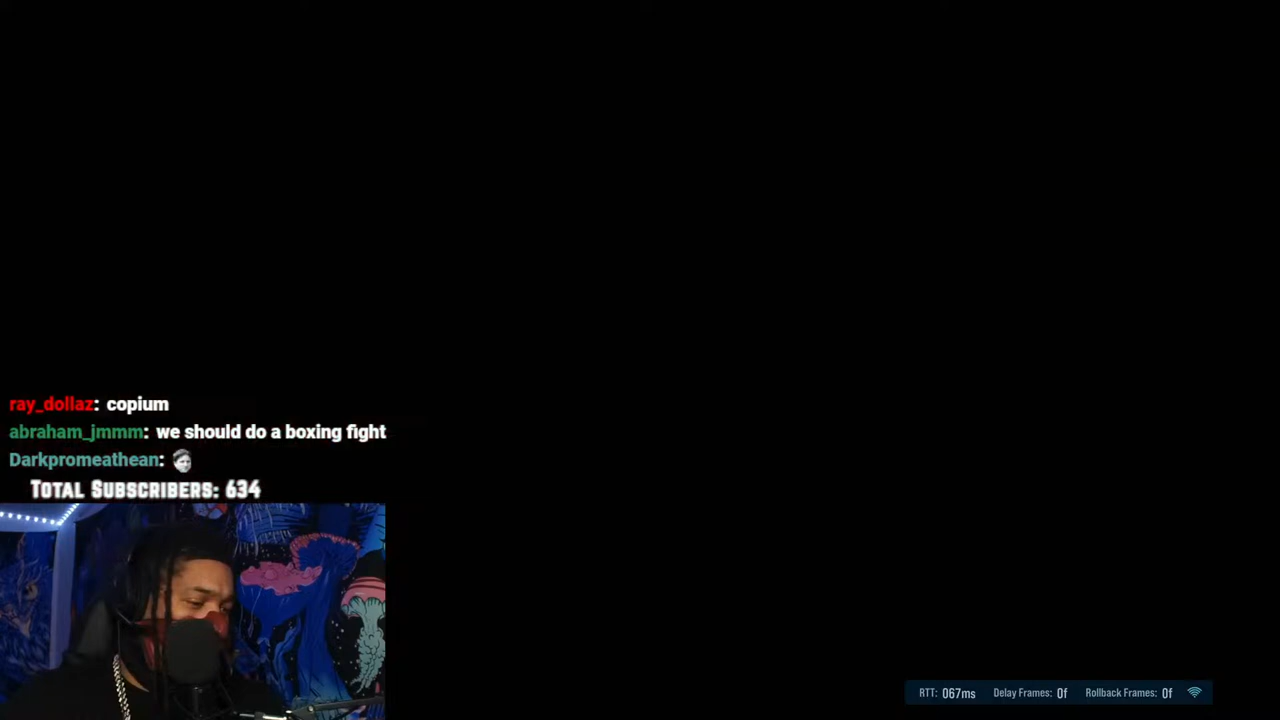 ray_dollaz: copium
abraham_jmmm: we should do a boxing fight
Darkpromeathean:
Total Subscribers: 634
RTT: 067ms Delay Frames: 0f Rollback Frames: 0f